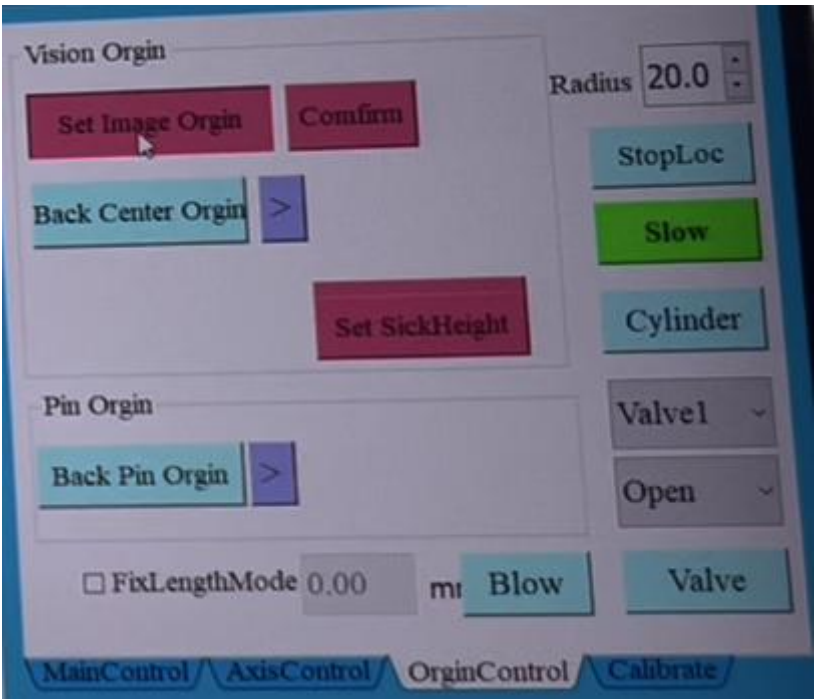 Vision Orgin
Radius 20.0
Set Image Orgin Comfirm
StopLoc
Back Center Orgin >
Slow
Set SickHeight
Cylinder
Pin Orgin
Valve1
Back Pin Orgin >
Open
FixLengthMode 0.00 Blow Valve
MainControl AxisControl OrginControl Calibrate